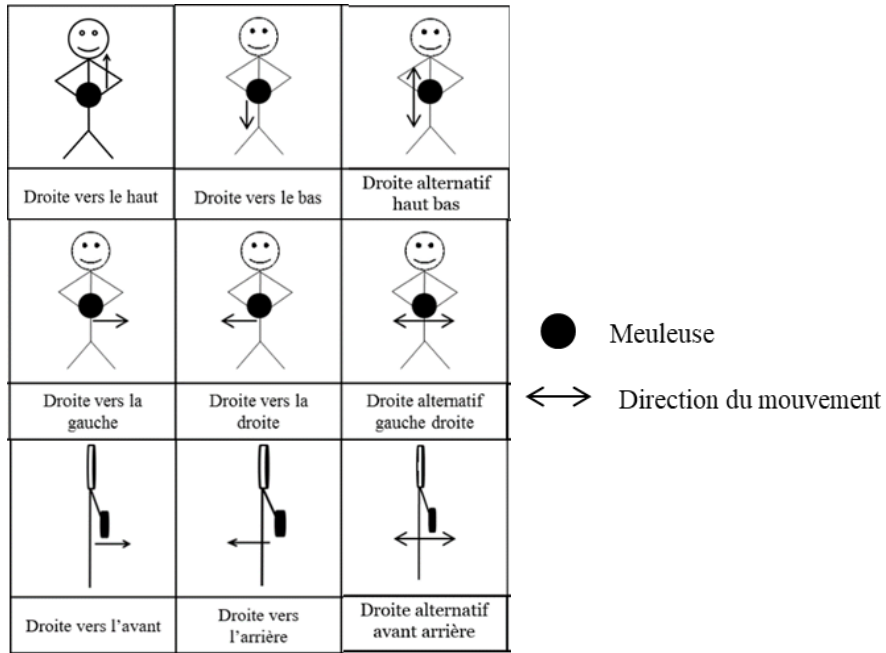 Droite vers le haut
Droite vers le bas
Droite alternatif
haut bas
Droite vers la
gauche
Droite vers la
droite
Droite alternatif
gauche droite
Meuleuse
Direction du mouvement
Droite vers l'avant
Droite vers
l'arrière
Droite alternatif
avant arrière